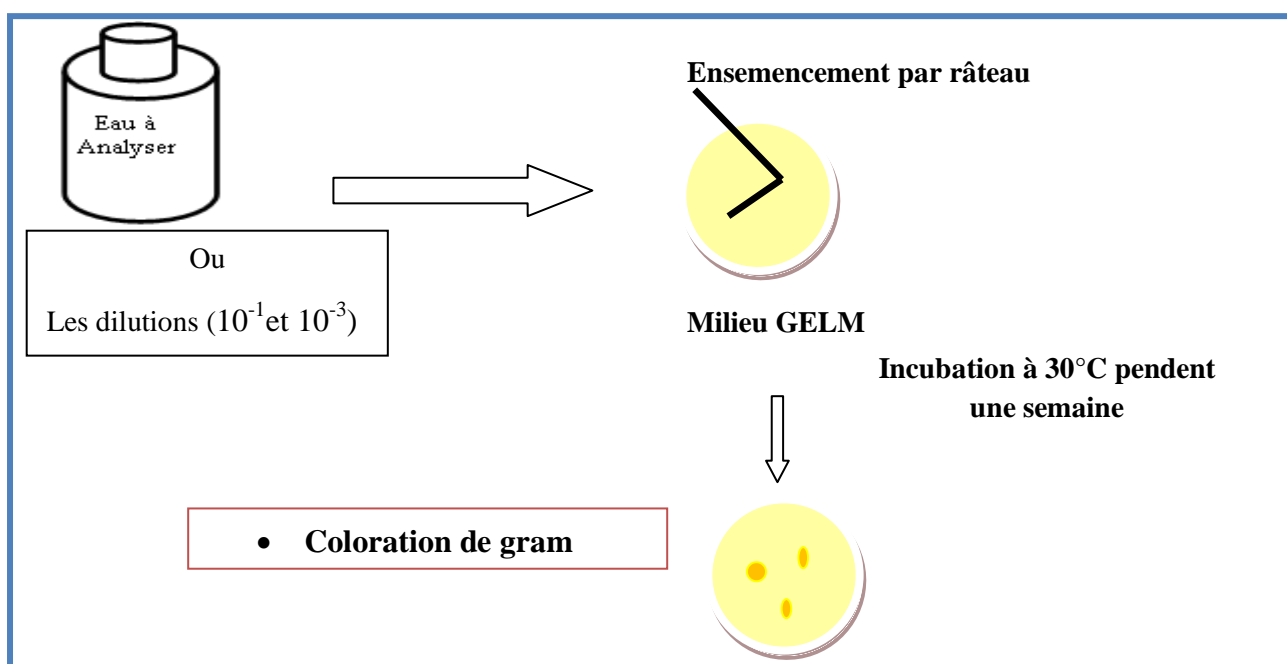 Eau à
Analyser
Ou
Les dilutions (10⁻¹et 10⁻³)
Ensemencement par râteau
Milieu GELM
Incubation à 30°C pendent
une semaine
• Coloration de gram